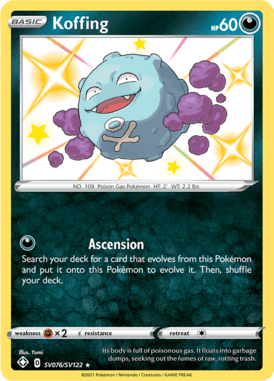 BASIC
Koffing
HP60
NO. 109 Poison Gas Pokémon HT: 2' WT: 2.2 lbs.
Ascension
Search your deck for a card that evolves from this Pokémon
and put it onto this Pokémon to evolve it. Then, shuffle
your deck.
weakness ×2 resistance retreat
Illus. Yumi
SV076/SV122 ★
Its body is full of poisonous gas. It floats into garbage
dumps, seeking out the fumes of raw, rotting trash.
©2021 Pokémon / Nintendo / Creatures / GAME FREAK